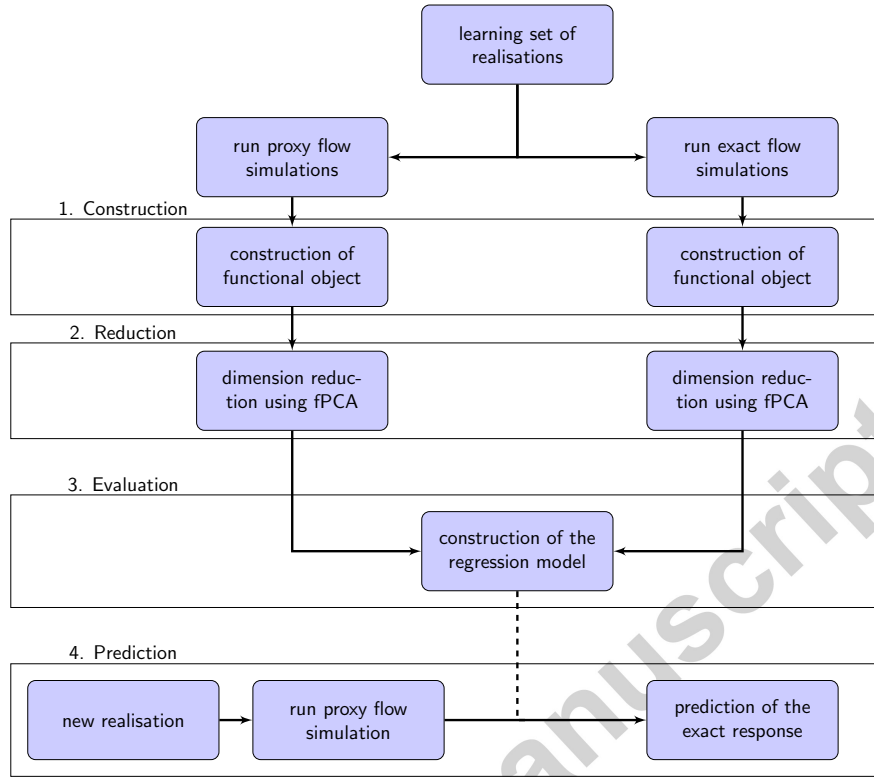 learning set of
realisations
run proxy flow
simulations
run exact flow
simulations
1. Construction
construction of
functional object
construction of
functional object
2. Reduction
dimension reduc-
tion using fPCA
dimension reduc-
tion using fPCA
3. Evaluation
construction of the
regression model
4. Prediction
new realisation
run proxy flow
simulation
prediction of the
exact response
anuscript